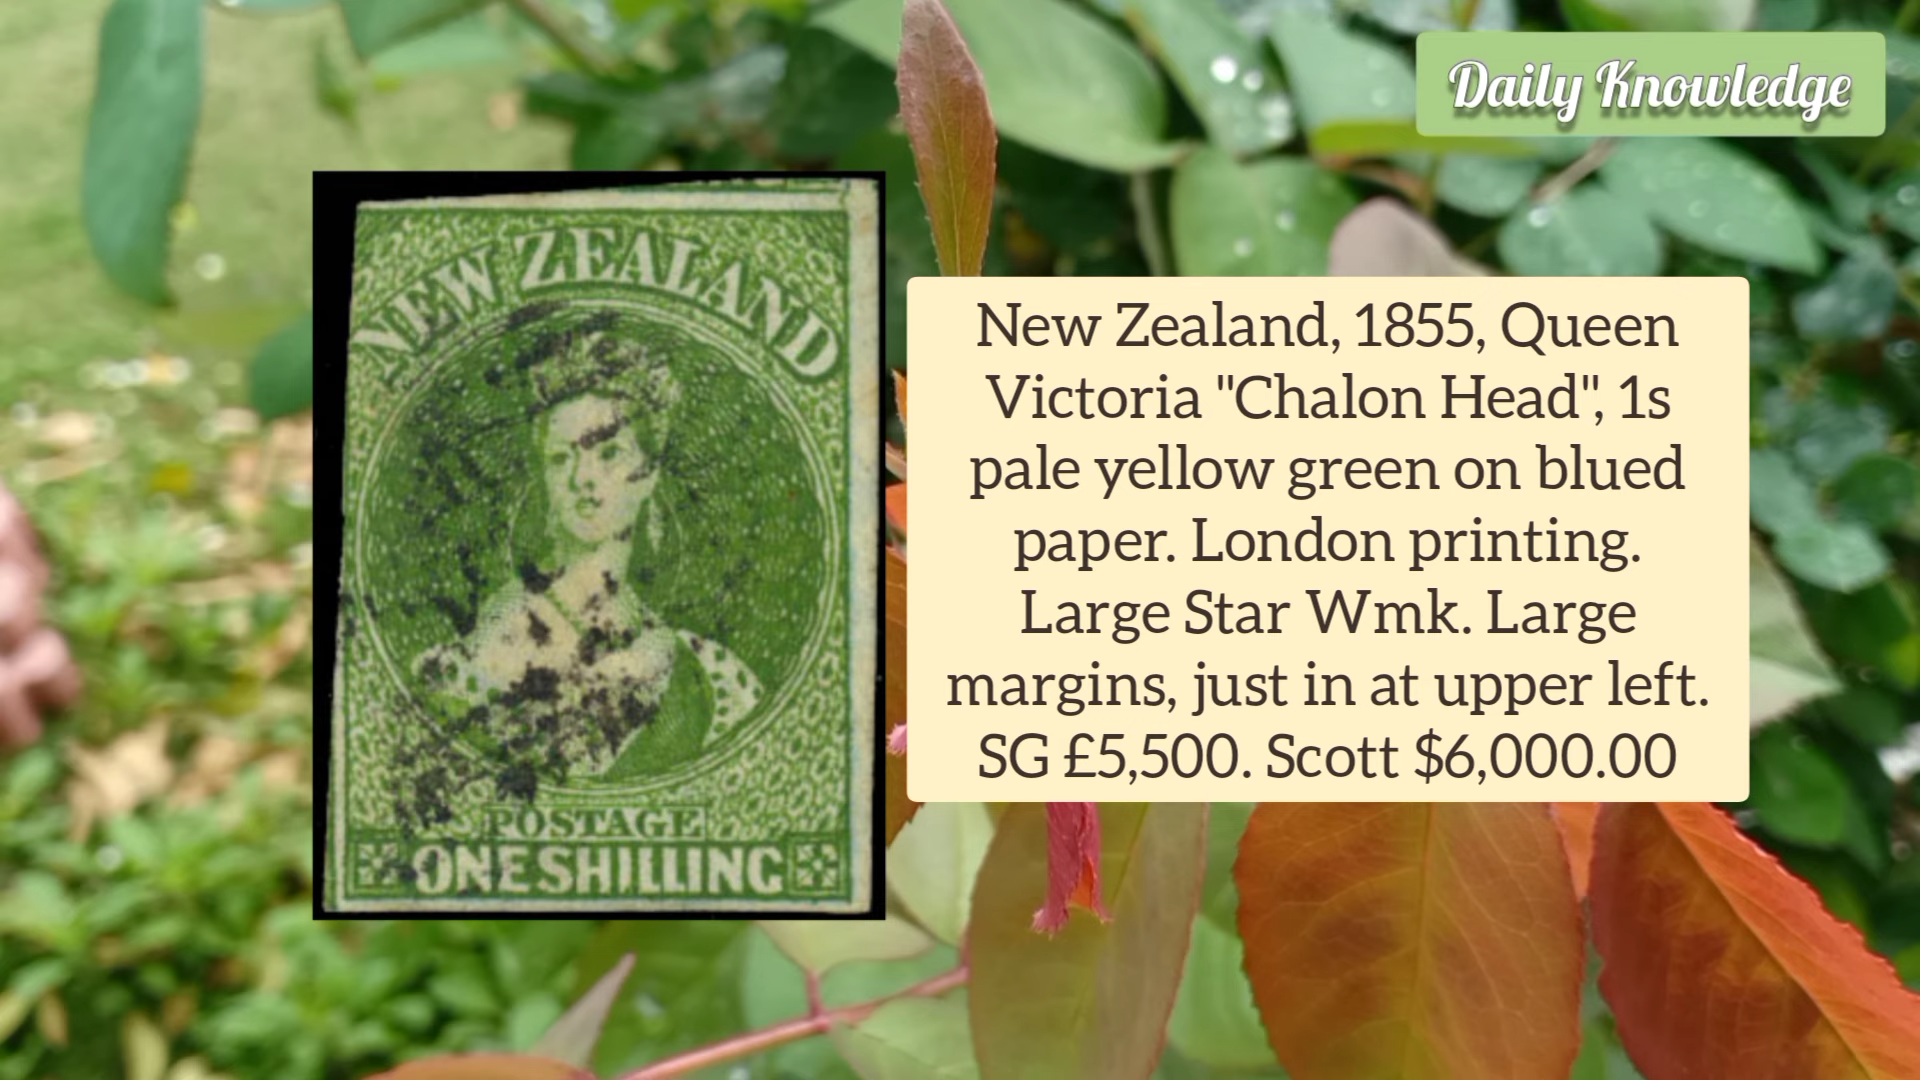 Daily Knowledge
NEW ZEALAND
POSTAGE
ONE SHILLING
New Zealand, 1855, Queen
Victoria "Chalon Head", 1s
pale yellow green on blued
paper. London printing.
Large Star Wmk. Large
margins, just in at upper left.
SG £5,500. Scott $6,000.00